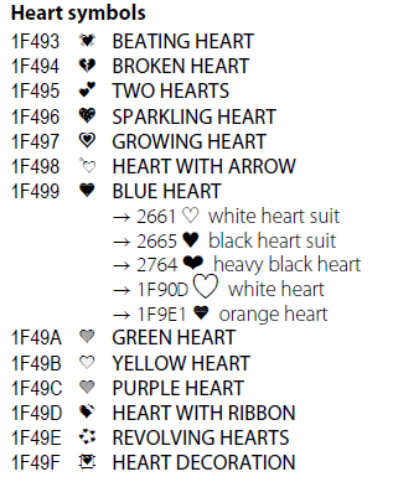 Heart symbols
1F493 💓 BEATING HEART
1F494 💔 BROKEN HEART
1F495 💕 TWO HEARTS
1F496 💖 SPARKLING HEART
1F497 💗 GROWING HEART
1F498 💘 HEART WITH ARROW
1F499 💙 BLUE HEART
→ 2661 ♡ white heart suit
→ 2665 ♥ black heart suit
→ 2764 ❤ heavy black heart
→ 1F90D 🤍 white heart
→ 1F9E1 🧡 orange heart
1F49A 💚 GREEN HEART
1F49B 💛 YELLOW HEART
1F49C 💜 PURPLE HEART
1F49D 💝 HEART WITH RIBBON
1F49E 💞 REVOLVING HEARTS
1F49F 💟 HEART DECORATION